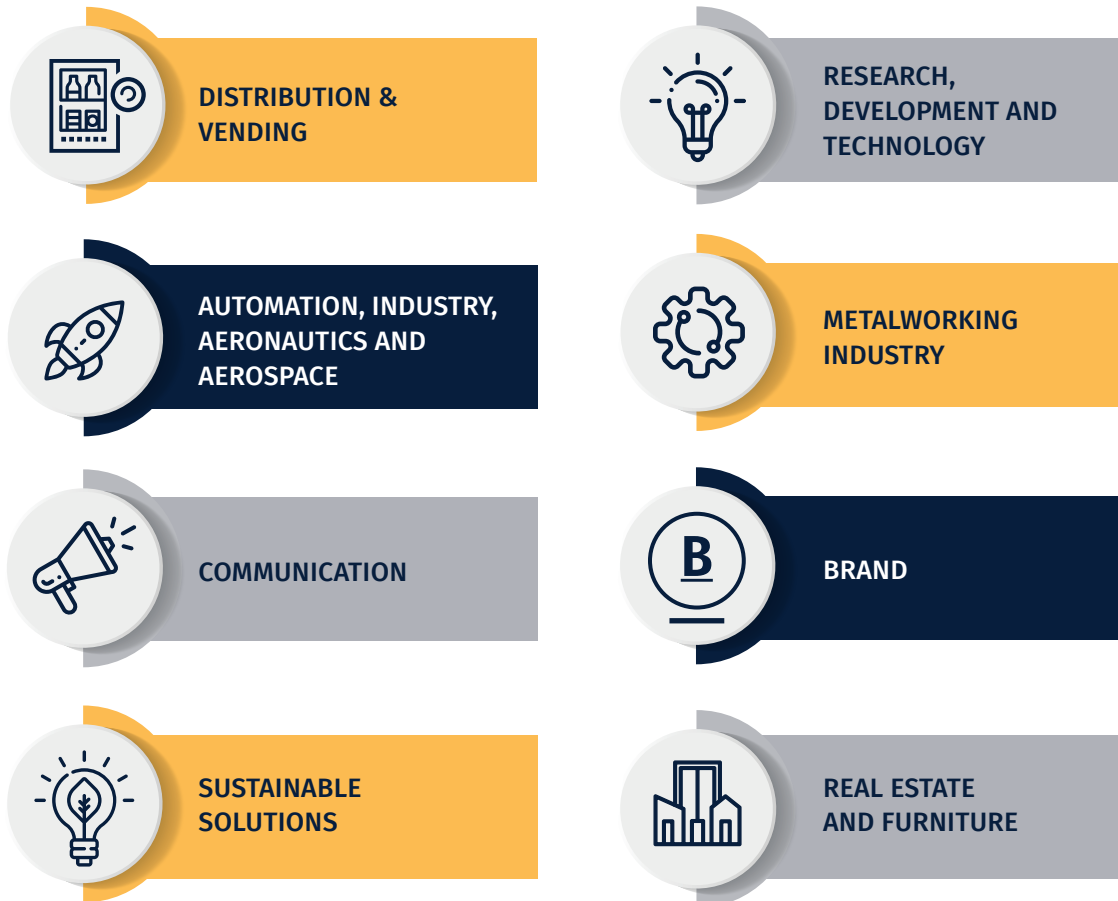 DISTRIBUTION &
VENDING
RESEARCH,
DEVELOPMENT AND
TECHNOLOGY
AUTOMATION, INDUSTRY,
AERONAUTICS AND
AEROSPACE
METALWORKING
INDUSTRY
COMMUNICATION
B
BRAND
SUSTAINABLE
SOLUTIONS
REAL ESTATE
AND FURNITURE